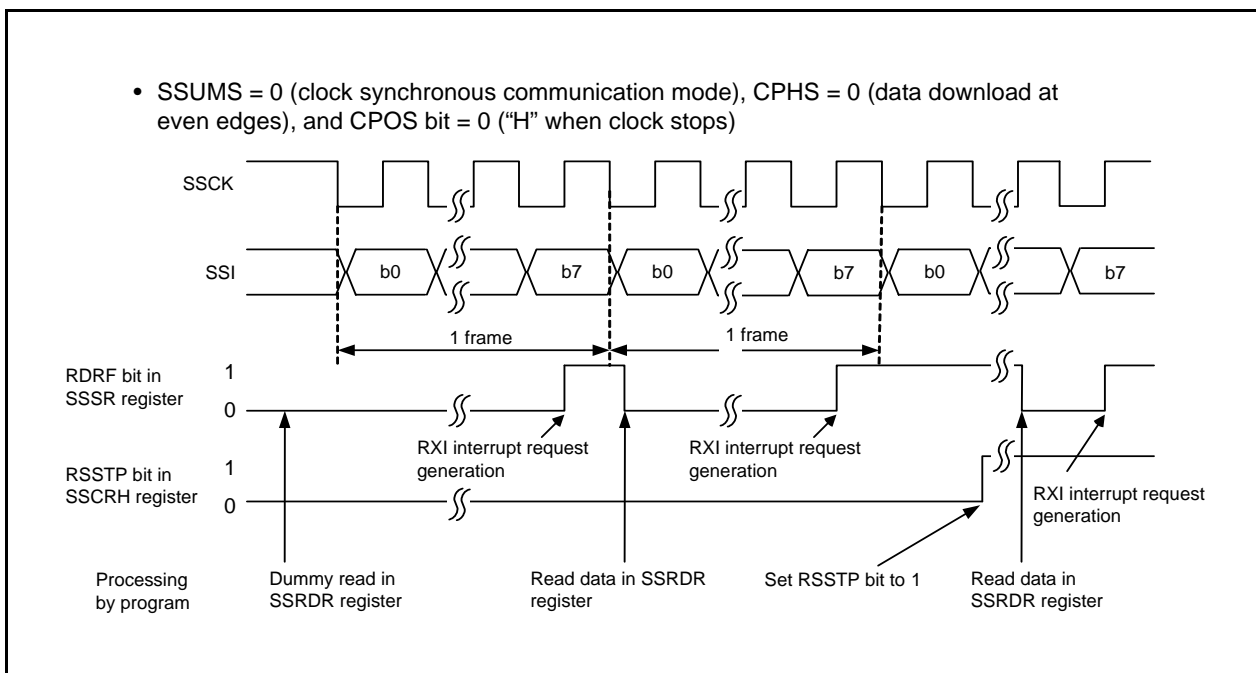 • SSUMS = 0 (clock synchronous communication mode), CPHS = 0 (data download at
even edges), and CPOS bit = 0 (“H” when clock stops)
SSCK
SSI
b0
b7
b0
b7
b0
b7
1 frame
1 frame
RDRF bit in
SSSR register
1
0
RXI interrupt request
generation
RXI interrupt request
generation
RSSTP bit in
SSCRH register
1
0
RXI interrupt request
generation
Processing
by program
Dummy read in
SSRDR register
Read data in SSRDR
register
Set RSSTP bit to 1
Read data in
SSRDR register